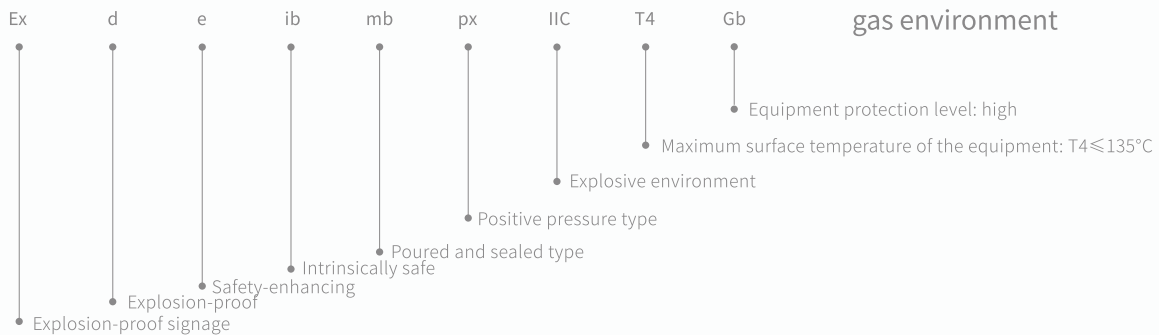 Ex d e ib mb px IIC T4 Gb gas environment
Equipment protection level: high
Maximum surface temperature of the equipment: T4≤135℃
Explosive environment
Positive pressure type
Poured and sealed type
Intrinsically safe
Safety-enhancing
Explosion-proof
Explosion-proof signage